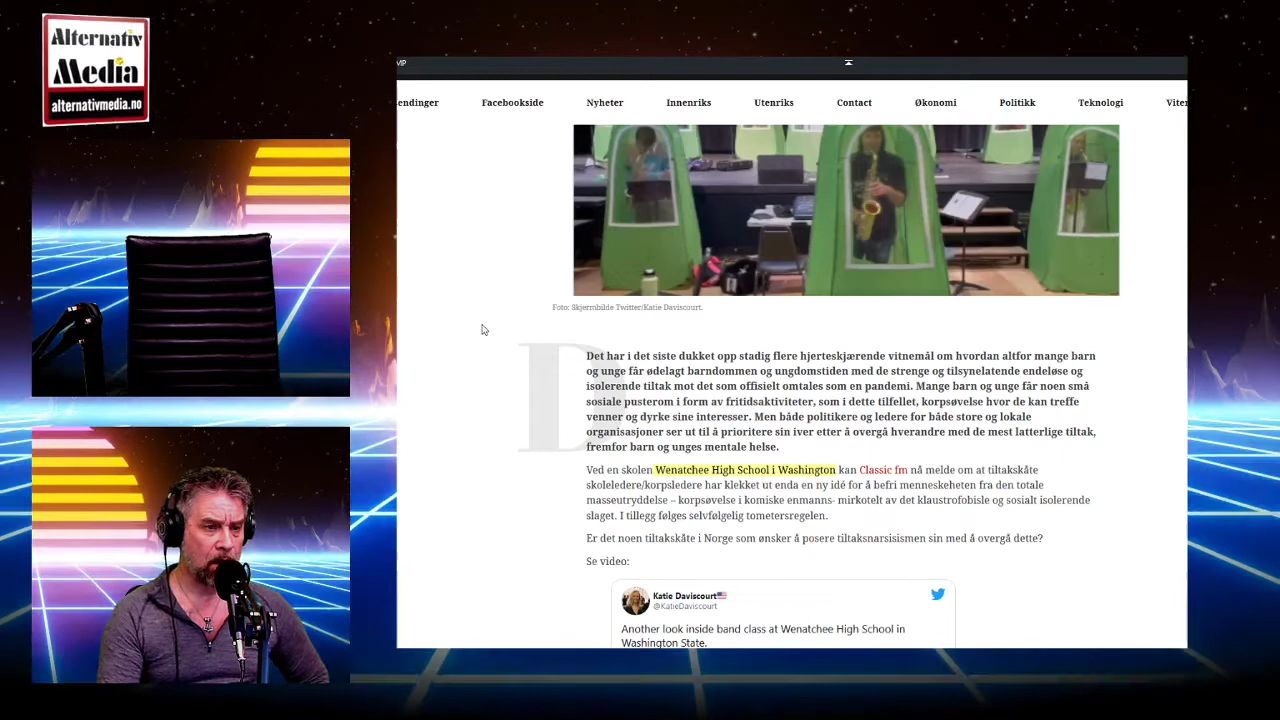 Alternativ
Media
alternativmedia.no
VIP
endinger Facebookside Nyheter Innenriks Utenriks Contact Økonomi Politikk Teknologi Viter
Foto: Skjermbilde Twitter/Katie Daviscourt.
D
Det har i det siste dukket opp stadig flere hjerteskjærende vitnemål om hvordan altfor mange barn
og unge får ødelagt barndommen og ungdomstiden med de strenge og tilsynelatende endeløse og
isolerende tiltak mot det som offisielt omtales som en pandemi. Mange barn og unge får noen små
sosiale pusterom i form av fritidsaktiviteter, som i dette tilfellet, korpsøvelse hvor de kan treffe
venner og dyrke sine interesser. Men både politikere og ledere for både store og lokale
organisasjoner ser ut til å prioritere sin iver etter å overgå hverandre med de mest latterlige tiltak,
fremfor barn og unges mentale helse.
Ved en skolen Wenatchee High School i Washington kan Classic fm nå melde om at tiltakskåte
skoleledere/korpsledere har klekket ut enda en ny idé for å befri menneskeheten fra den totale
masseutryddelse – korpsøvelse i komiske enmanns- mirkotelt av det klaustrofobisle og sosialt isolerende
slaget. I tillegg følges selvfølgelig tometersregelen.
Er det noen tiltakskåte i Norge som ønsker å posere tiltaksnarsisismen sin med å overgå dette?
Se video:
Katie Daviscourt
@KatieDaviscourt
Another look inside band class at Wenatchee High School in
Washington State.